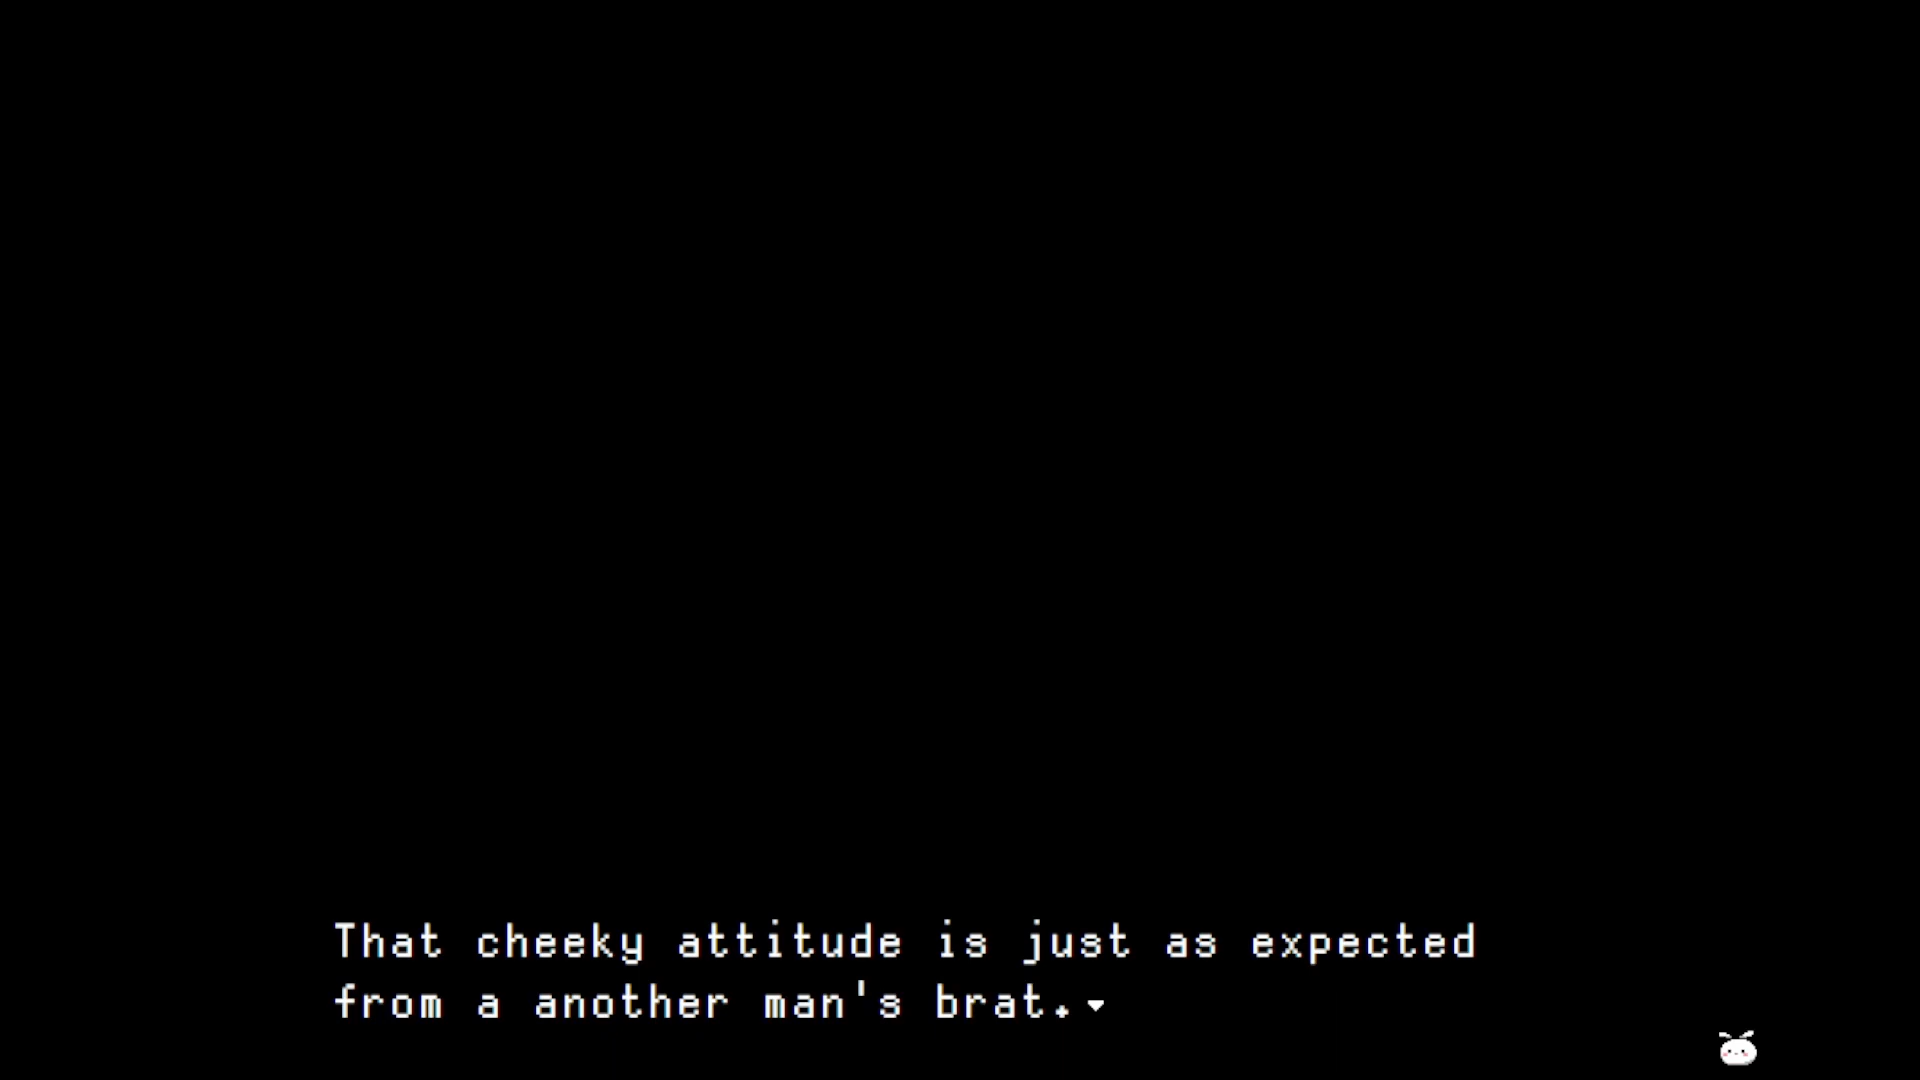 That cheeky attitude is just as expected
from a another man's brat.